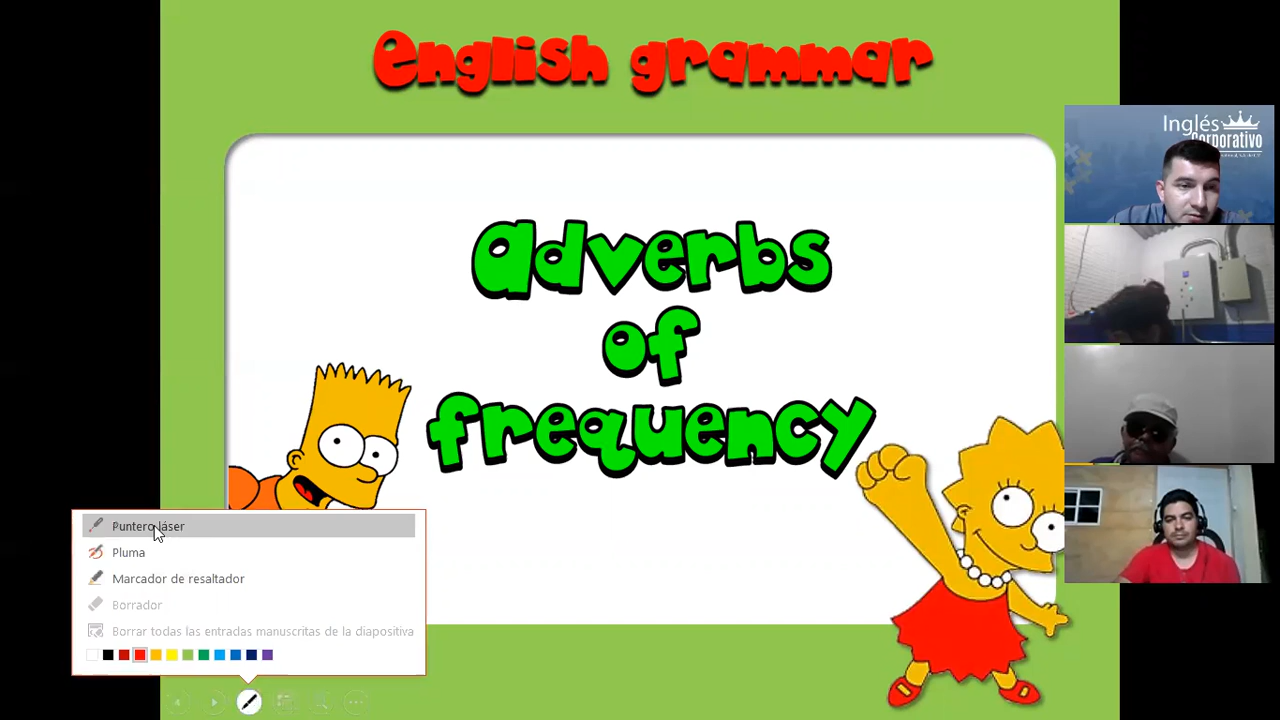 English grammar
Adverbs
of
frequency
Inglés
Corporativo
Puntero láser
Pluma
Marcador de resaltador
Borrador
Borrar todas las entradas manuscritas de la diapositiva